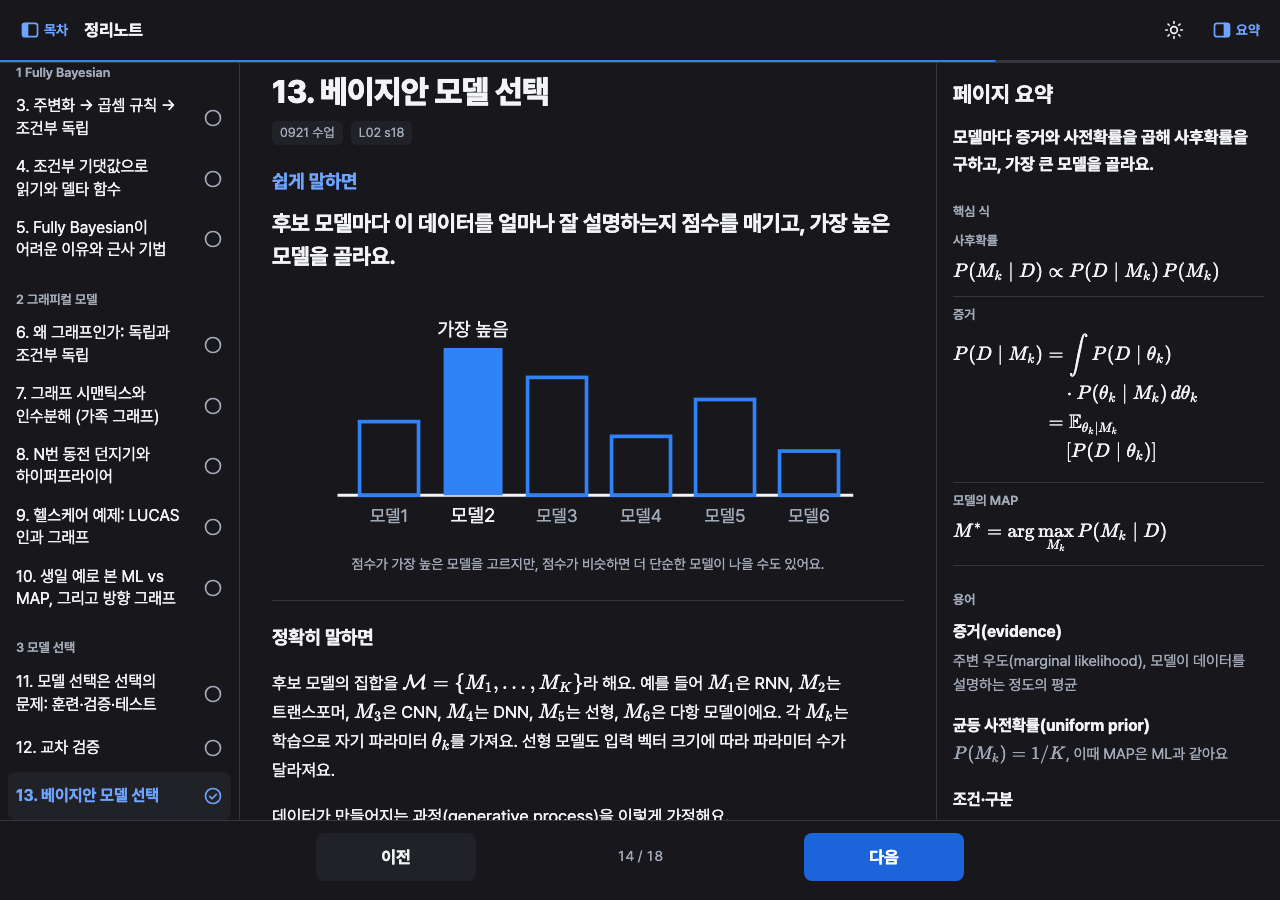 목차 정리노트 요약
1 Fully Bayesian
3. 주변화 → 곱셈 규칙 →
조건부 독립
4. 조건부 기댓값으로
읽기와 델타 함수
5. Fully Bayesian이
어려운 이유와 근사 기법
2 그래피컬 모델
6. 왜 그래프인가: 독립과
조건부 독립
7. 그래프 시맨틱스와
인수분해 (가족 그래프)
8. N번 동전 던지기와
하이퍼프라이어
9. 헬스케어 예제: LUCAS
인과 그래프
10. 생일 예로 본 ML vs
MAP, 그리고 방향 그래프
3 모델 선택
11. 모델 선택은 선택의
문제: 훈련·검증·테스트
12. 교차 검증
13. 베이지안 모델 선택
13. 베이지안 모델 선택
0921 수업 L02 s18
쉽게 말하면
후보 모델마다 이 데이터를 얼마나 잘 설명하는지 점수를 매기고, 가장 높은
모델을 골라요.
가장 높음
모델1 모델2 모델3 모델4 모델5 모델6
점수가 가장 높은 모델을 고르지만, 점수가 비슷하면 더 단순한 모델이 나을 수도 있어요.
정확히 말하면
후보 모델의 집합을 ℳ = {M₁, . . . , M_K}라 해요. 예를 들어 M₁은 RNN, M₂는
트랜스포머, M₃은 CNN, M₄는 DNN, M₅는 선형, M₆은 다항 모델이에요. 각 M_k는
학습으로 자기 파라미터 θ_k를 가져요. 선형 모델도 입력 벡터 크기에 따라 파라미터 수가
달라져요.
데이터가 만들어지는 과정(generative process)을 이렇게 가정해요.
페이지 요약
모델마다 증거와 사전확률을 곱해 사후확률을
구하고, 가장 큰 모델을 골라요.
핵심 식
사후확률
P(M_k | D) ∝ P(D | M_k) P(M_k)
증거
P(D | M_k) = ∫ P(D | θ_k)
· P(θ_k | M_k) dθ_k
= 𝔼_{θ_k|M_k}
[P(D | θ_k)]
모델의 MAP
M* = arg max_{M_k} P(M_k | D)
용어
증거(evidence)
주변 우도(marginal likelihood), 모델이 데이터를
설명하는 정도의 평균
균등 사전확률(uniform prior)
P(M_k) = 1/K, 이때 MAP은 ML과 같아요
조건·구분
이전 14 / 18 다음